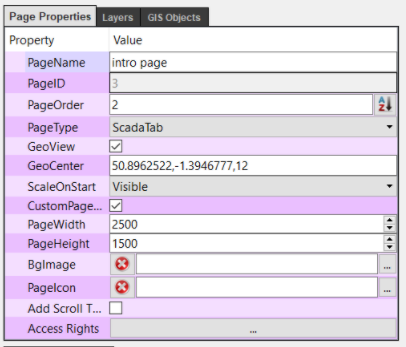 Page Properties Layers GIS Objects
Property Value
PageName intro page
PageID 3
PageOrder 2
PageType ScadaTab
GeoView
GeoCenter 50.8962522,-1.3946777,12
ScaleOnStart Visible
CustomPage...
PageWidth 2500
PageHeight 1500
BgImage ...
PageIcon ...
Add Scroll T...
Access Rights ...